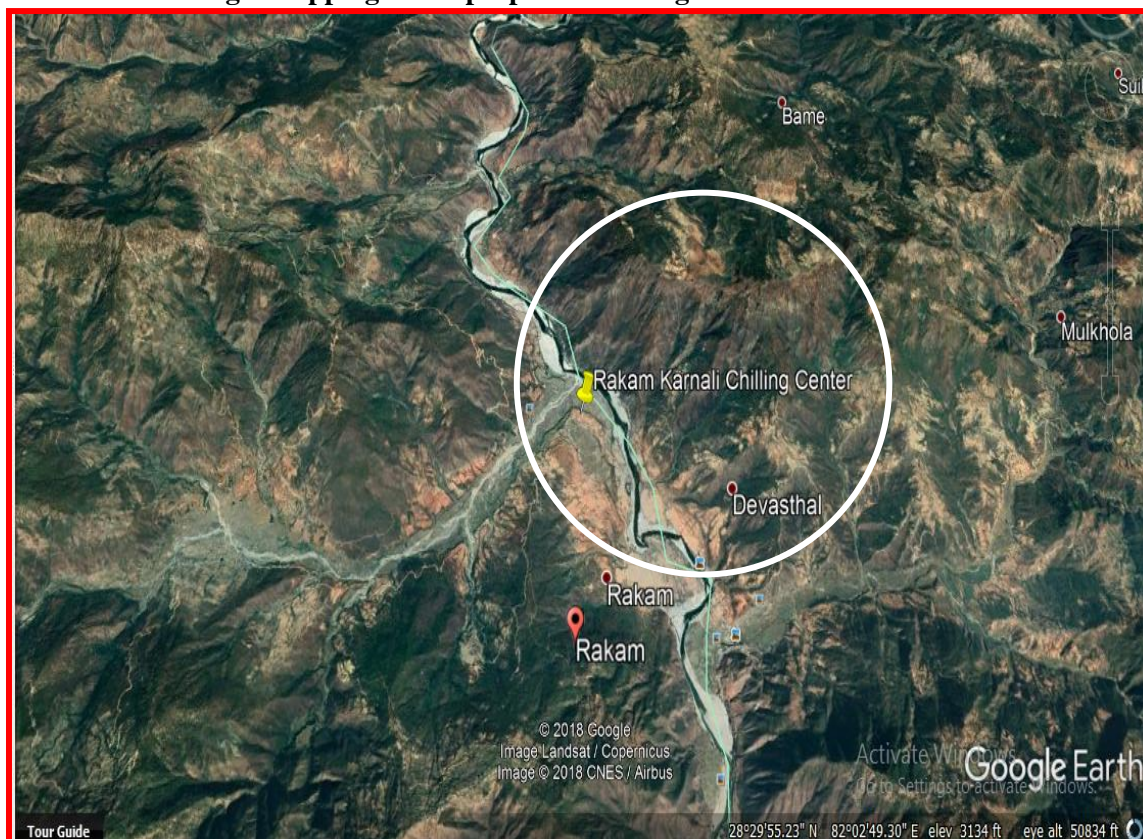 Bame
Rakam Karnali Chilling Center
Mulkhola
Devasthal
Rakam
Rakam
© 2018 Google
Image Landsat / Copernicus
Image © 2018 CNES / Airbus
Activate Windows
Go to Settings to activate Windows.
Google Earth
Tour Guide
28°29'55.23" N 82°02'49.30" E elev 3134 ft eye alt 50834 ft